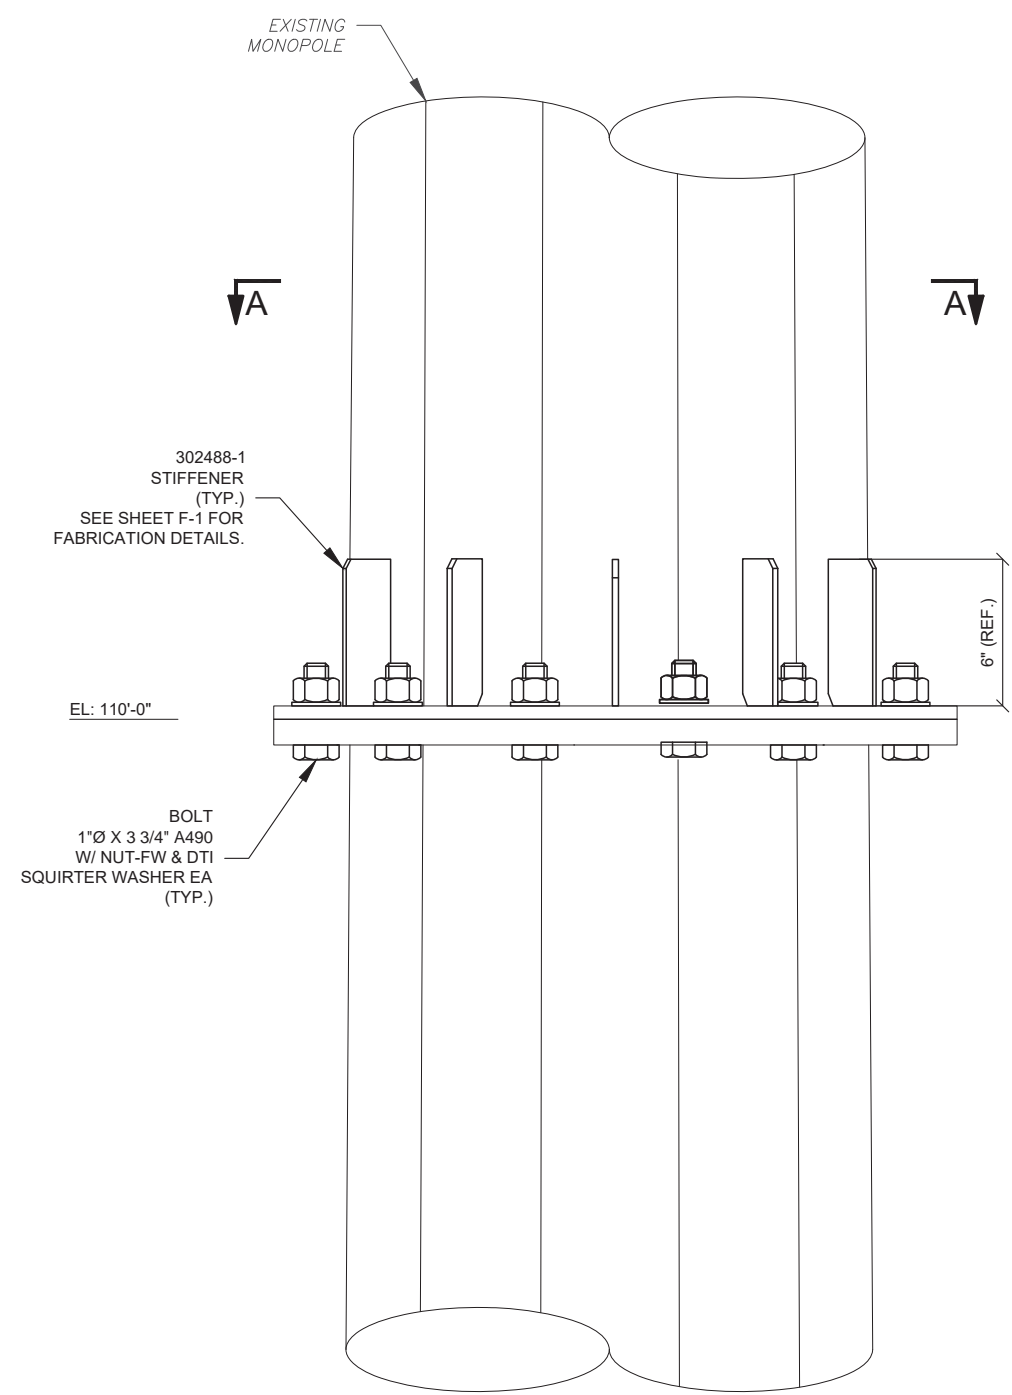 EXISTING
MONOPOLE
A
A
302488-1
STIFFENER
(TYP.)
SEE SHEET F-1 FOR
FABRICATION DETAILS.
6" (REF.)
EL: 110'-0"
BOLT
1"Ø X 3 3/4" A490
W/ NUT-FW & DTI
SQUIRTER WASHER EA
(TYP.)